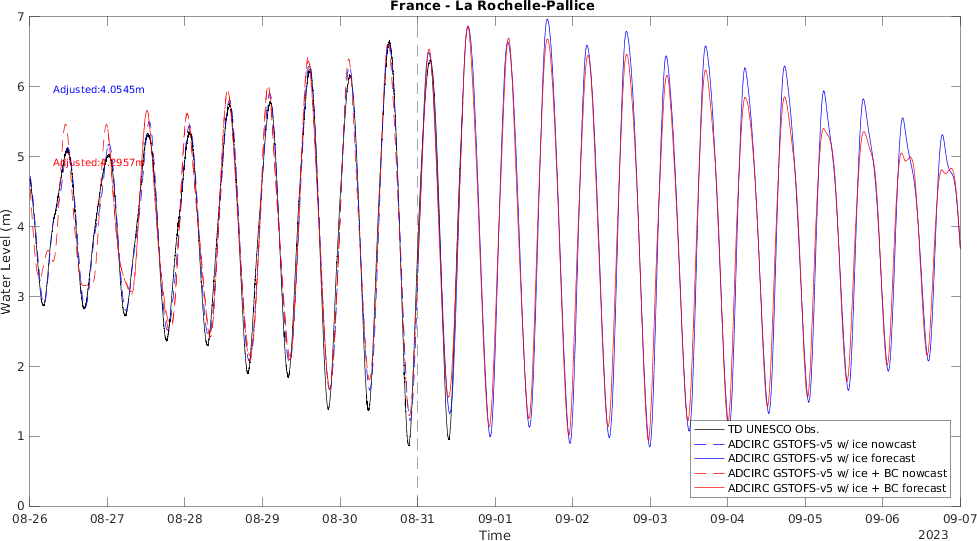 France - La Rochelle-Pallice
7
6
5
4
3
2
1
0
Water Level (m)
Adjusted:4.0545m
Adjusted:4.2957m
TD UNESCO Obs.
ADCIRC GSTOFS-v5 w/ ice nowcast
ADCIRC GSTOFS-v5 w/ ice forecast
ADCIRC GSTOFS-v5 w/ ice + BC nowcast
ADCIRC GSTOFS-v5 w/ ice + BC forecast
08-26 08-27 08-28 08-29 08-30 08-31 09-01 09-02 09-03 09-04 09-05 09-06 09-07
Time
2023